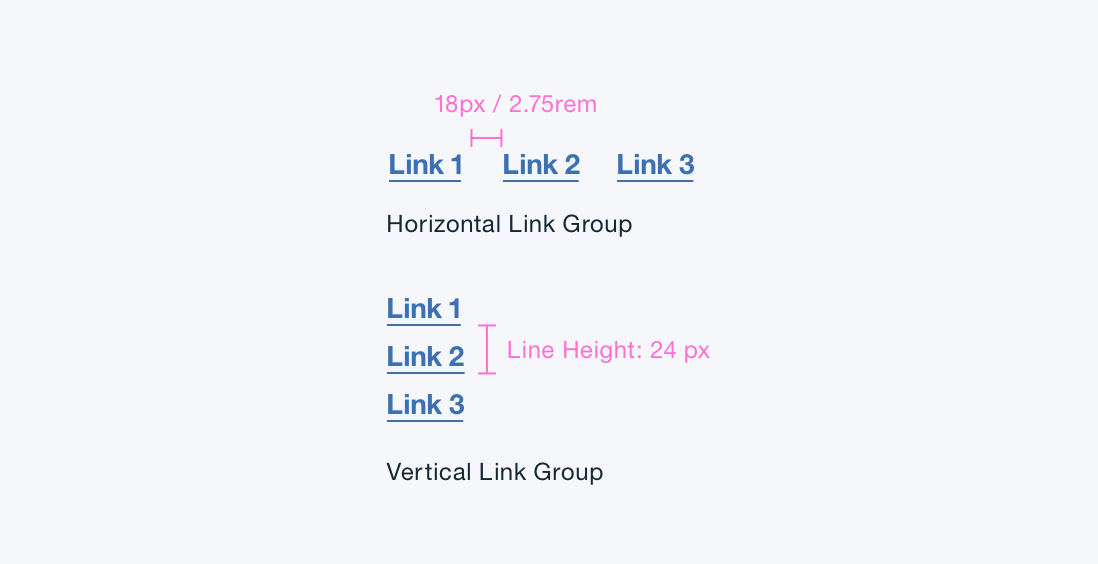 18px / 2.75rem
Link 1 Link 2 Link 3
Horizontal Link Group
Link 1
Link 2
Line Height: 24 px
Link 3
Vertical Link Group